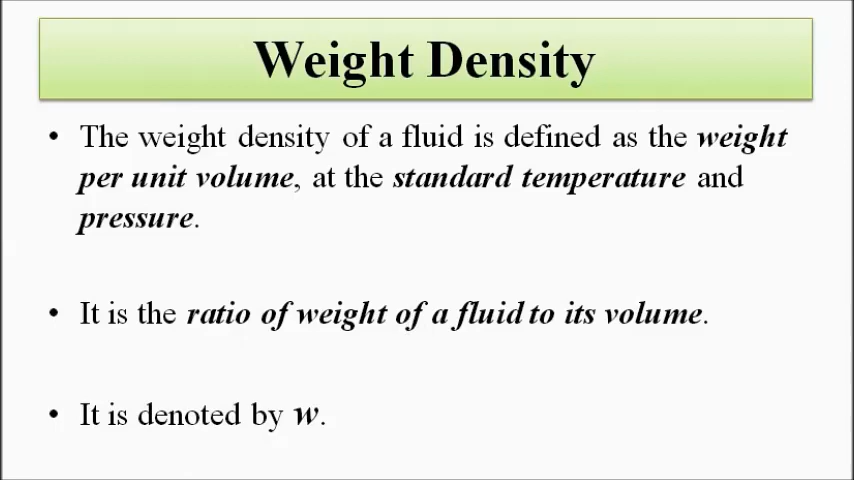 Weight Density
• The weight density of a fluid is defined as the weight
per unit volume, at the standard temperature and
pressure.
• It is the ratio of weight of a fluid to its volume.
• It is denoted by w.